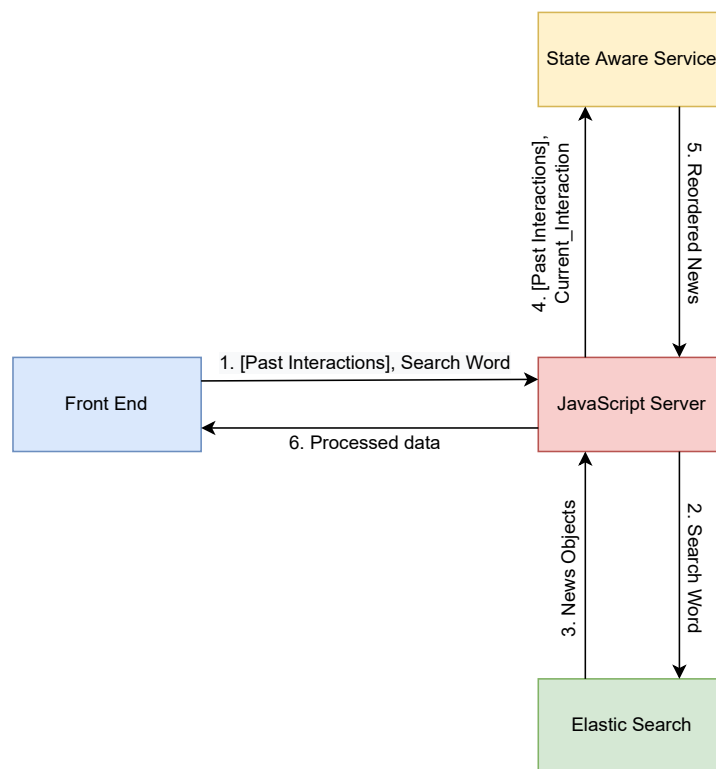 State Aware Service
4. [Past Interactions],
Current_Interaction
5. Reordered News
1. [Past Interactions], Search Word
Front End
JavaScript Server
6. Processed data
3. News Objects
2. Search Word
Elastic Search